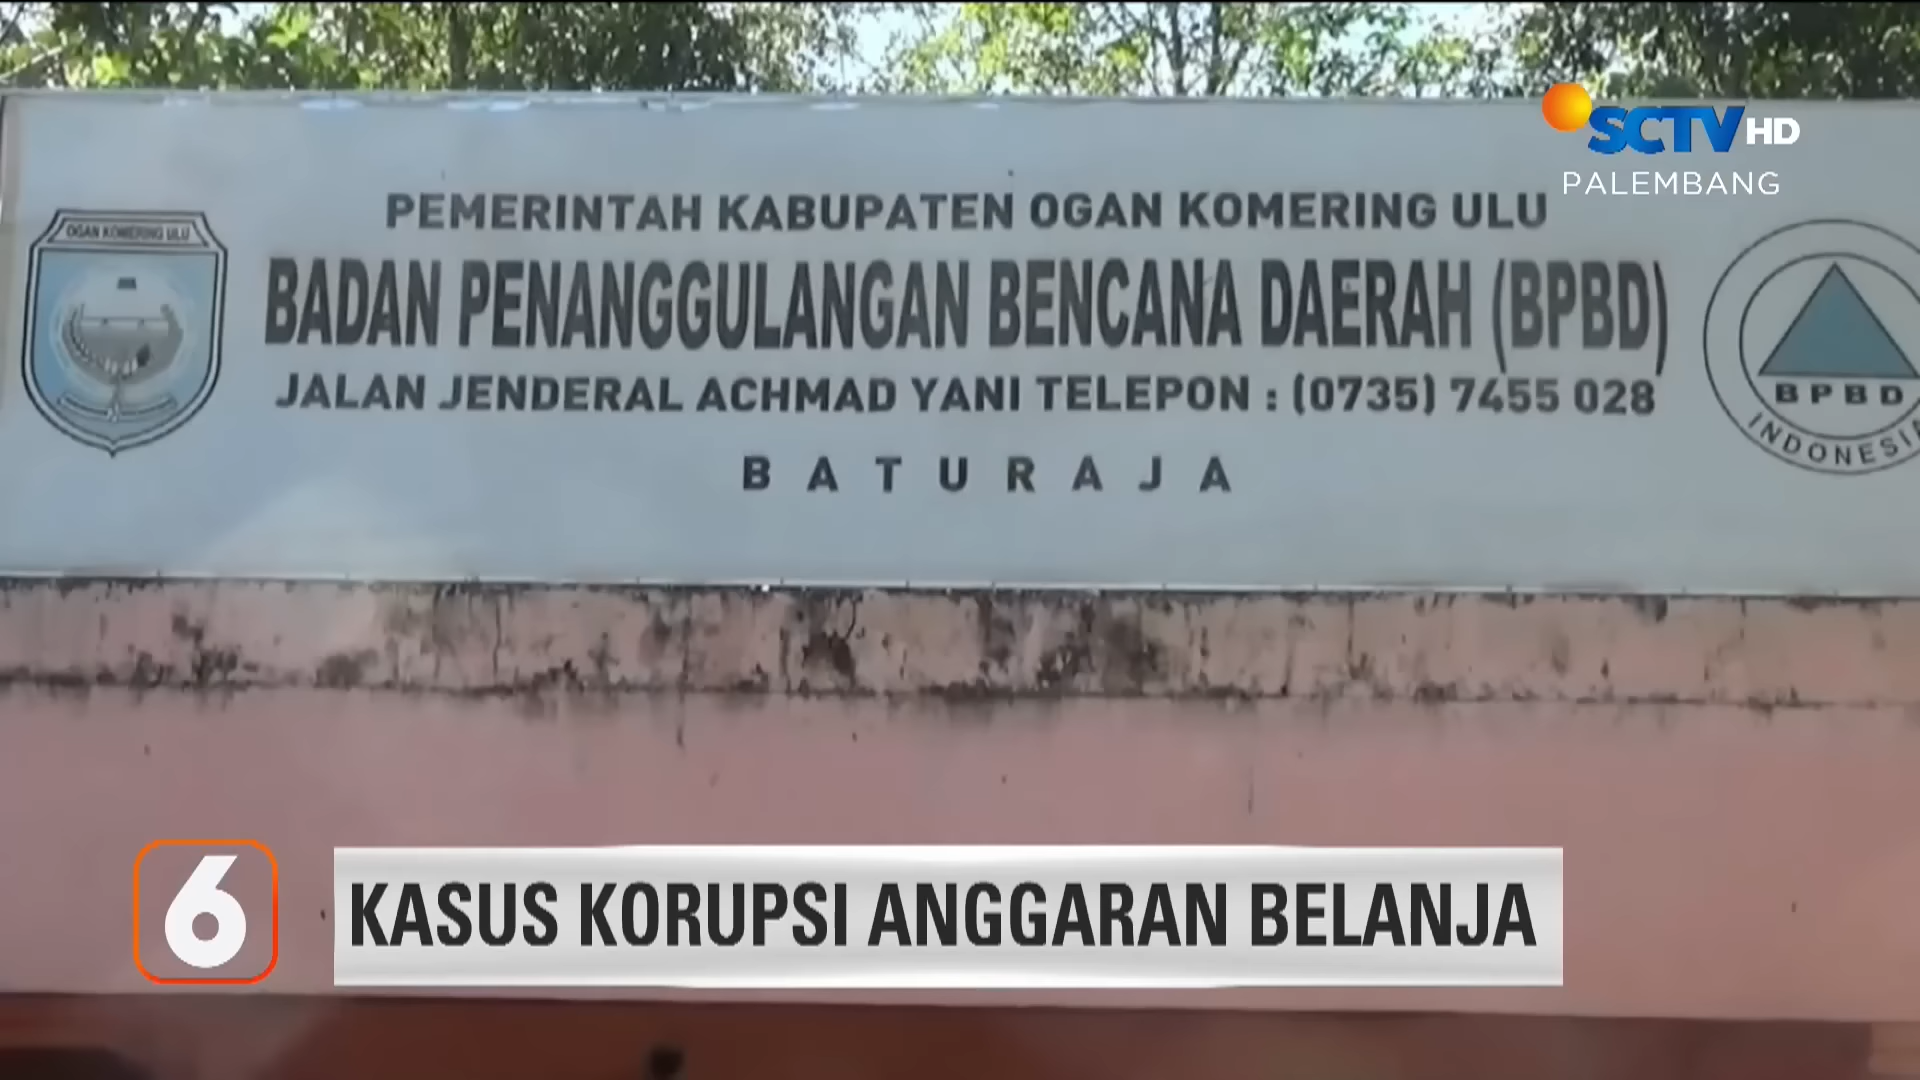 SCTV HD
PALEMBANG
PEMERINTAH KABUPATEN OGAN KOMERING ULU
OGAN KOMERING ULU
BADAN PENANGGULANGAN BENCANA DAERAH (BPBD)
JALAN JENDERAL ACHMAD YANI TELEPON : (0735) 7455 028
BATURAJA
BPBD
INDONESIA
6
KASUS KORUPSI ANGGARAN BELANJA